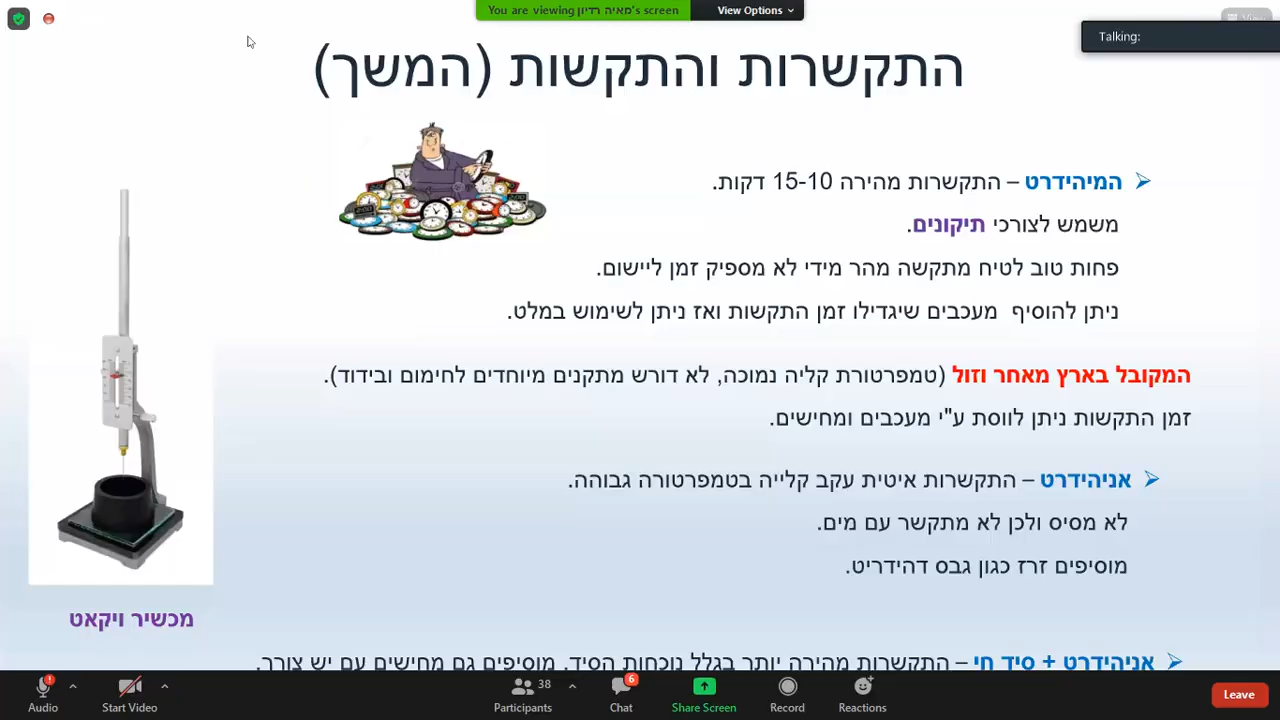 You are viewing מאיה רדיון's screen
View Options
View
Talking:
התקשרות והתקשות (המשך)
המיהידרט – התקשרות מהירה 15-10 דקות.
משמש לצורכי תיקונים.
פחות טוב לטיח מתקשה מהר מידי לא מספיק זמן ליישום.
ניתן להוסיף מעכבים שיגדילו זמן התקשות ואז ניתן לשימוש במלט.
המקובל בארץ מאחר וזול (טמפרטורת קליה נמוכה, לא דורש מתקנים מיוחדים לחימום ובידוד).
זמן התקשות ניתן לווסת ע"י מעכבים ומחישים.
אניהידרט – התקשרות איטית עקב קלייה בטמפרטורה גבוהה.
לא מסיס ולכן לא מתקשר עם מים.
מוסיפים זרז כגון גבס דהידריט.
מכשיר ויקאט
אניהידרט + סיד חי – התקשרות מהירה יותר בגלל נוכחות הסיד. מוסיפים גם מחישים עם יש צורך.
Audio
Start Video
Participants
38
Chat
6
Share Screen
Record
Reactions
Leave